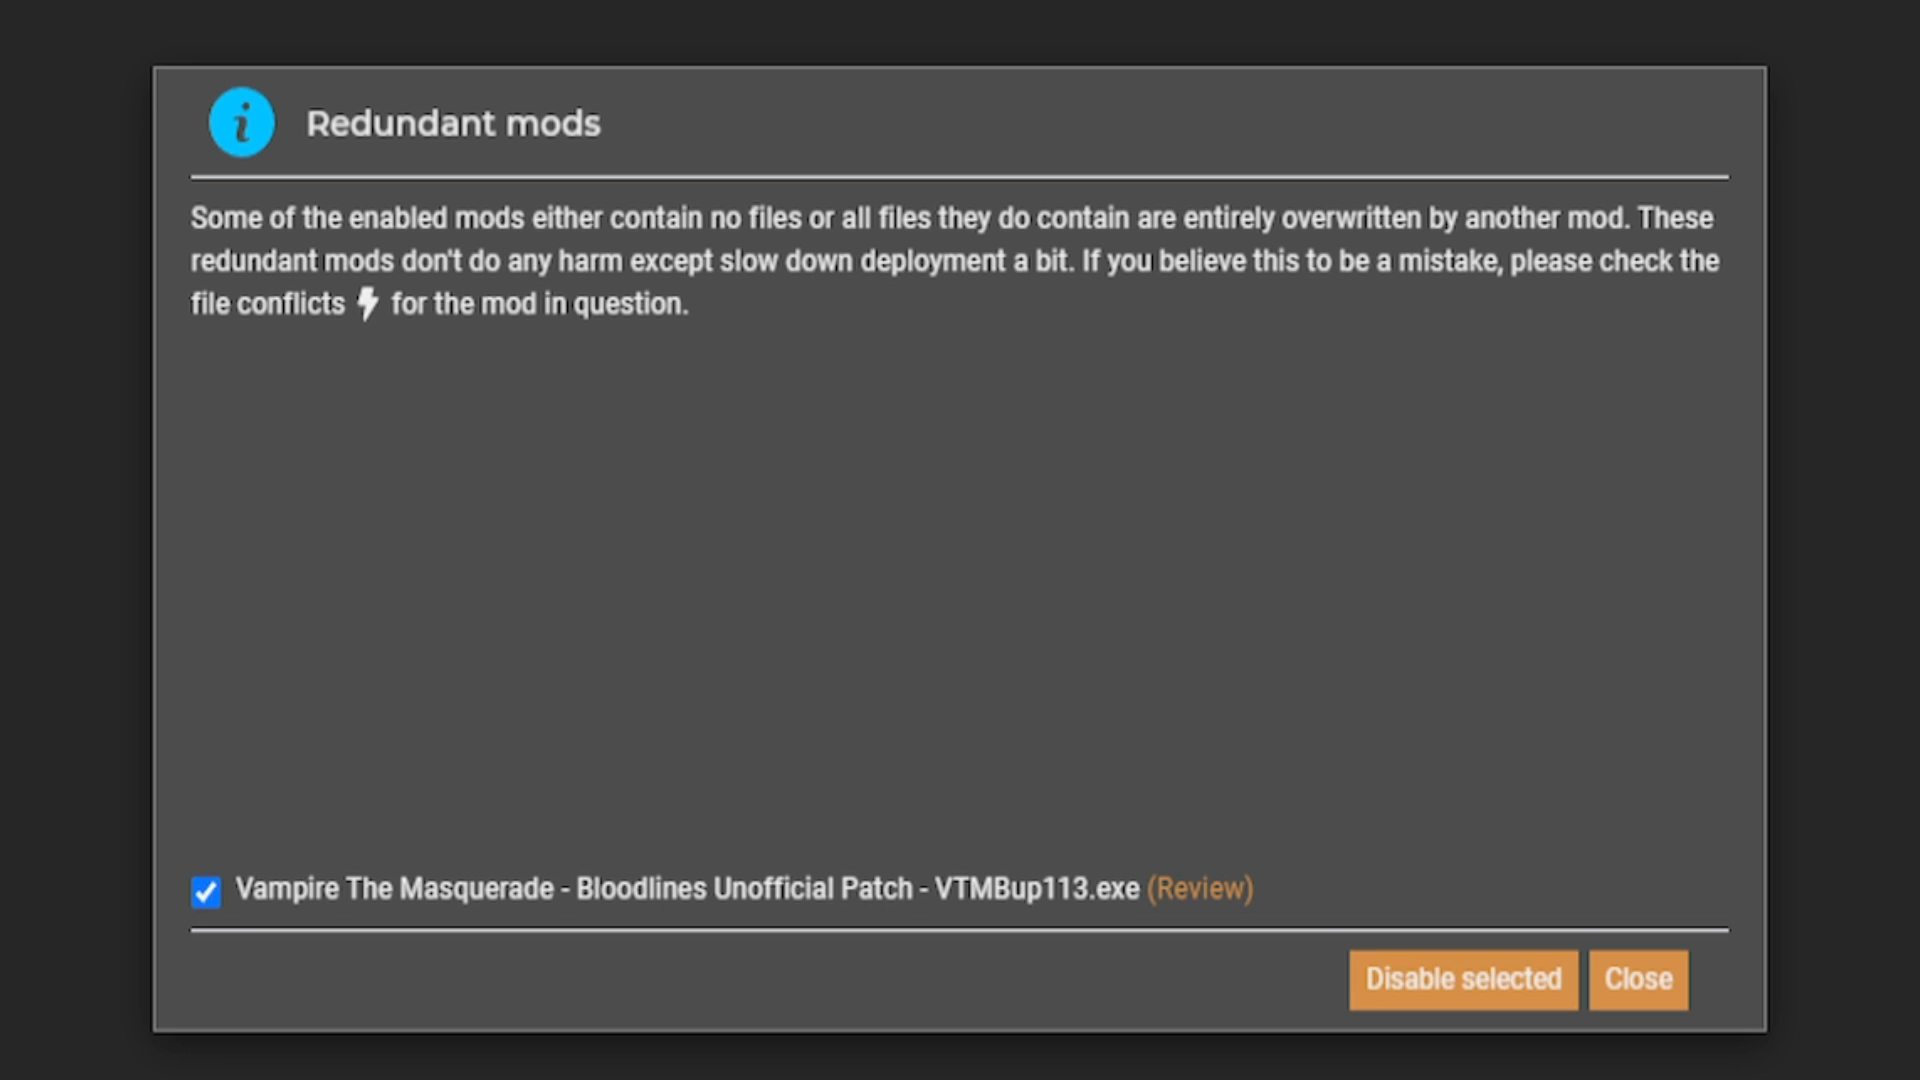 Redundant mods
Some of the enabled mods either contain no files or all files they do contain are entirely overwritten by another mod. These
redundant mods don't do any harm except slow down deployment a bit. If you believe this to be a mistake, please check the
file conflicts for the mod in question.
Vampire The Masquerade - Bloodlines Unofficial Patch - VTMBup113.exe (Review)
Disable selected Close